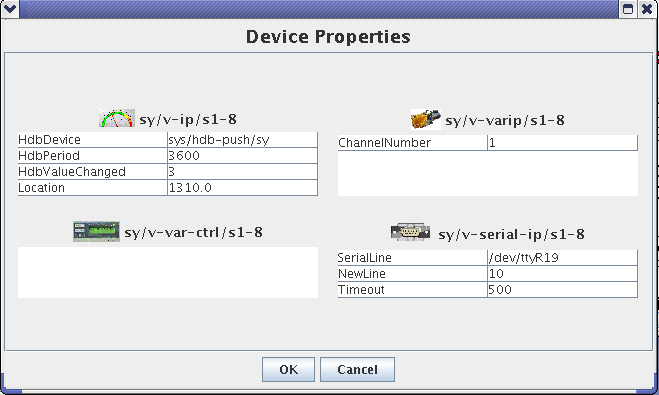 Device Properties
sy/v-ip/s1-8
HdbDevice sys/hdb-push/sy
HdbPeriod 3600
HdbValueChanged 3
Location 1310.0
sy/v-varip/s1-8
ChannelNumber 1
sy/v-var-ctrl/s1-8
sy/v-serial-ip/s1-8
SerialLine /dev/ttyR19
NewLine 10
Timeout 500
OK Cancel